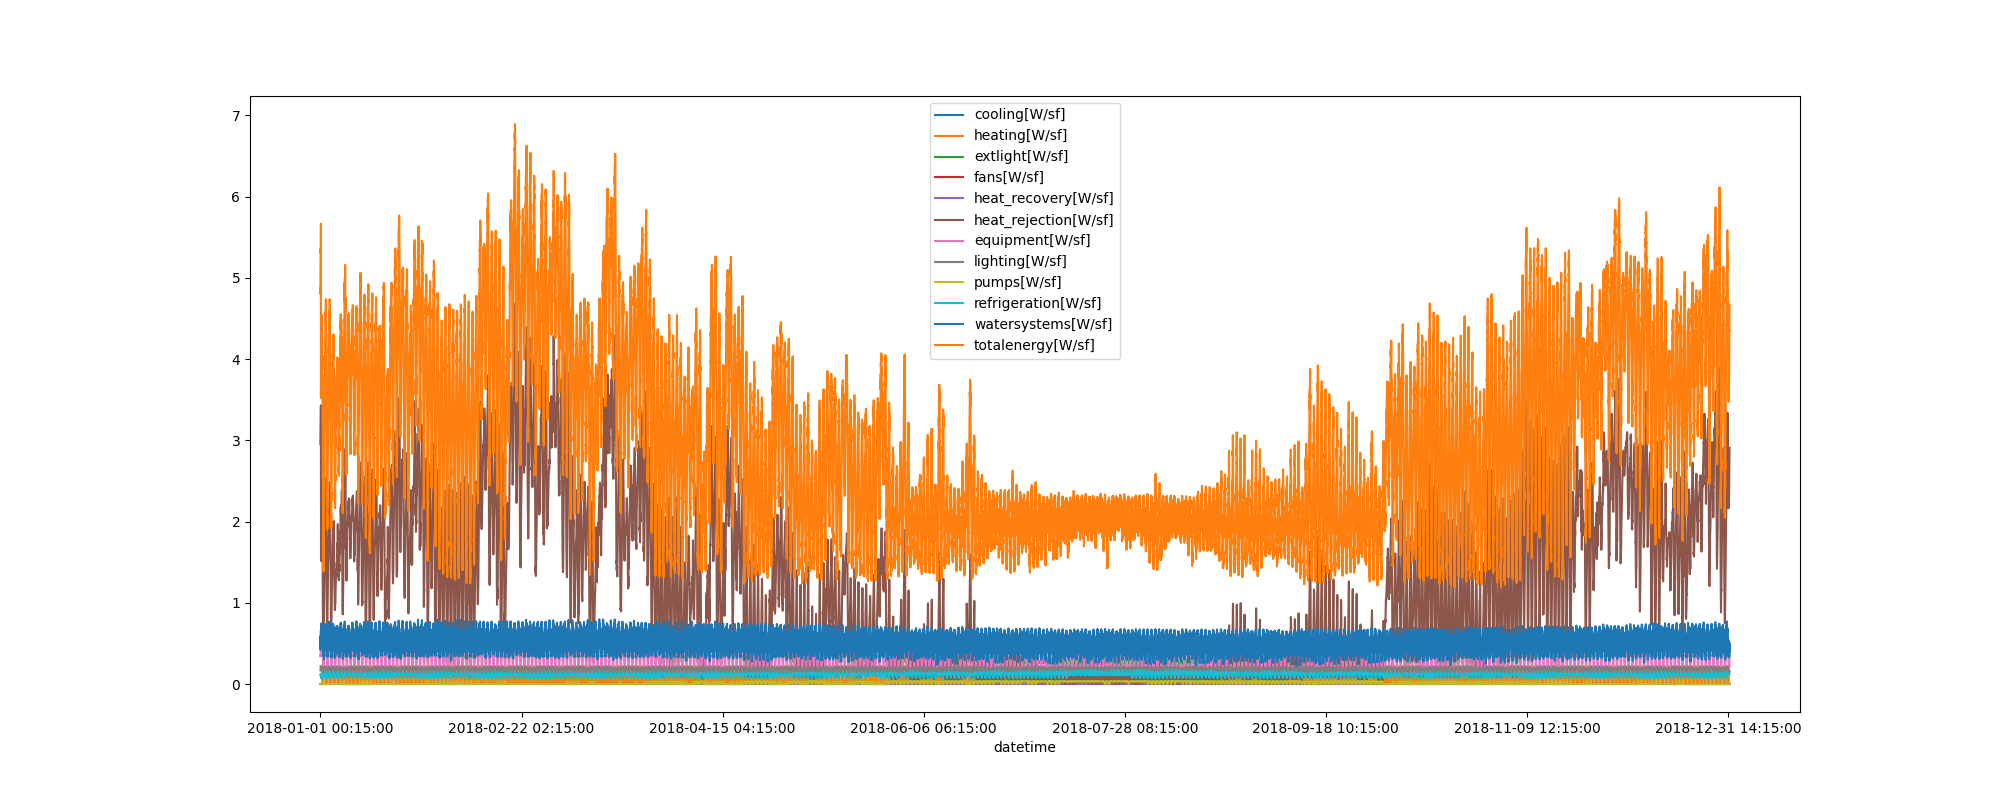 7
6
5
4
3
2
1
0
cooling[W/sf]
heating[W/sf]
extlight[W/sf]
fans[W/sf]
heat_recovery[W/sf]
heat_rejection[W/sf]
equipment[W/sf]
lighting[W/sf]
pumps[W/sf]
refrigeration[W/sf]
watersystems[W/sf]
totalenergy[W/sf]
2018-01-01 00:15:00 2018-02-22 02:15:00 2018-04-15 04:15:00 2018-06-06 06:15:00 2018-07-28 08:15:00 2018-09-18 10:15:00 2018-11-09 12:15:00 2018-12-31 14:15:00
datetime